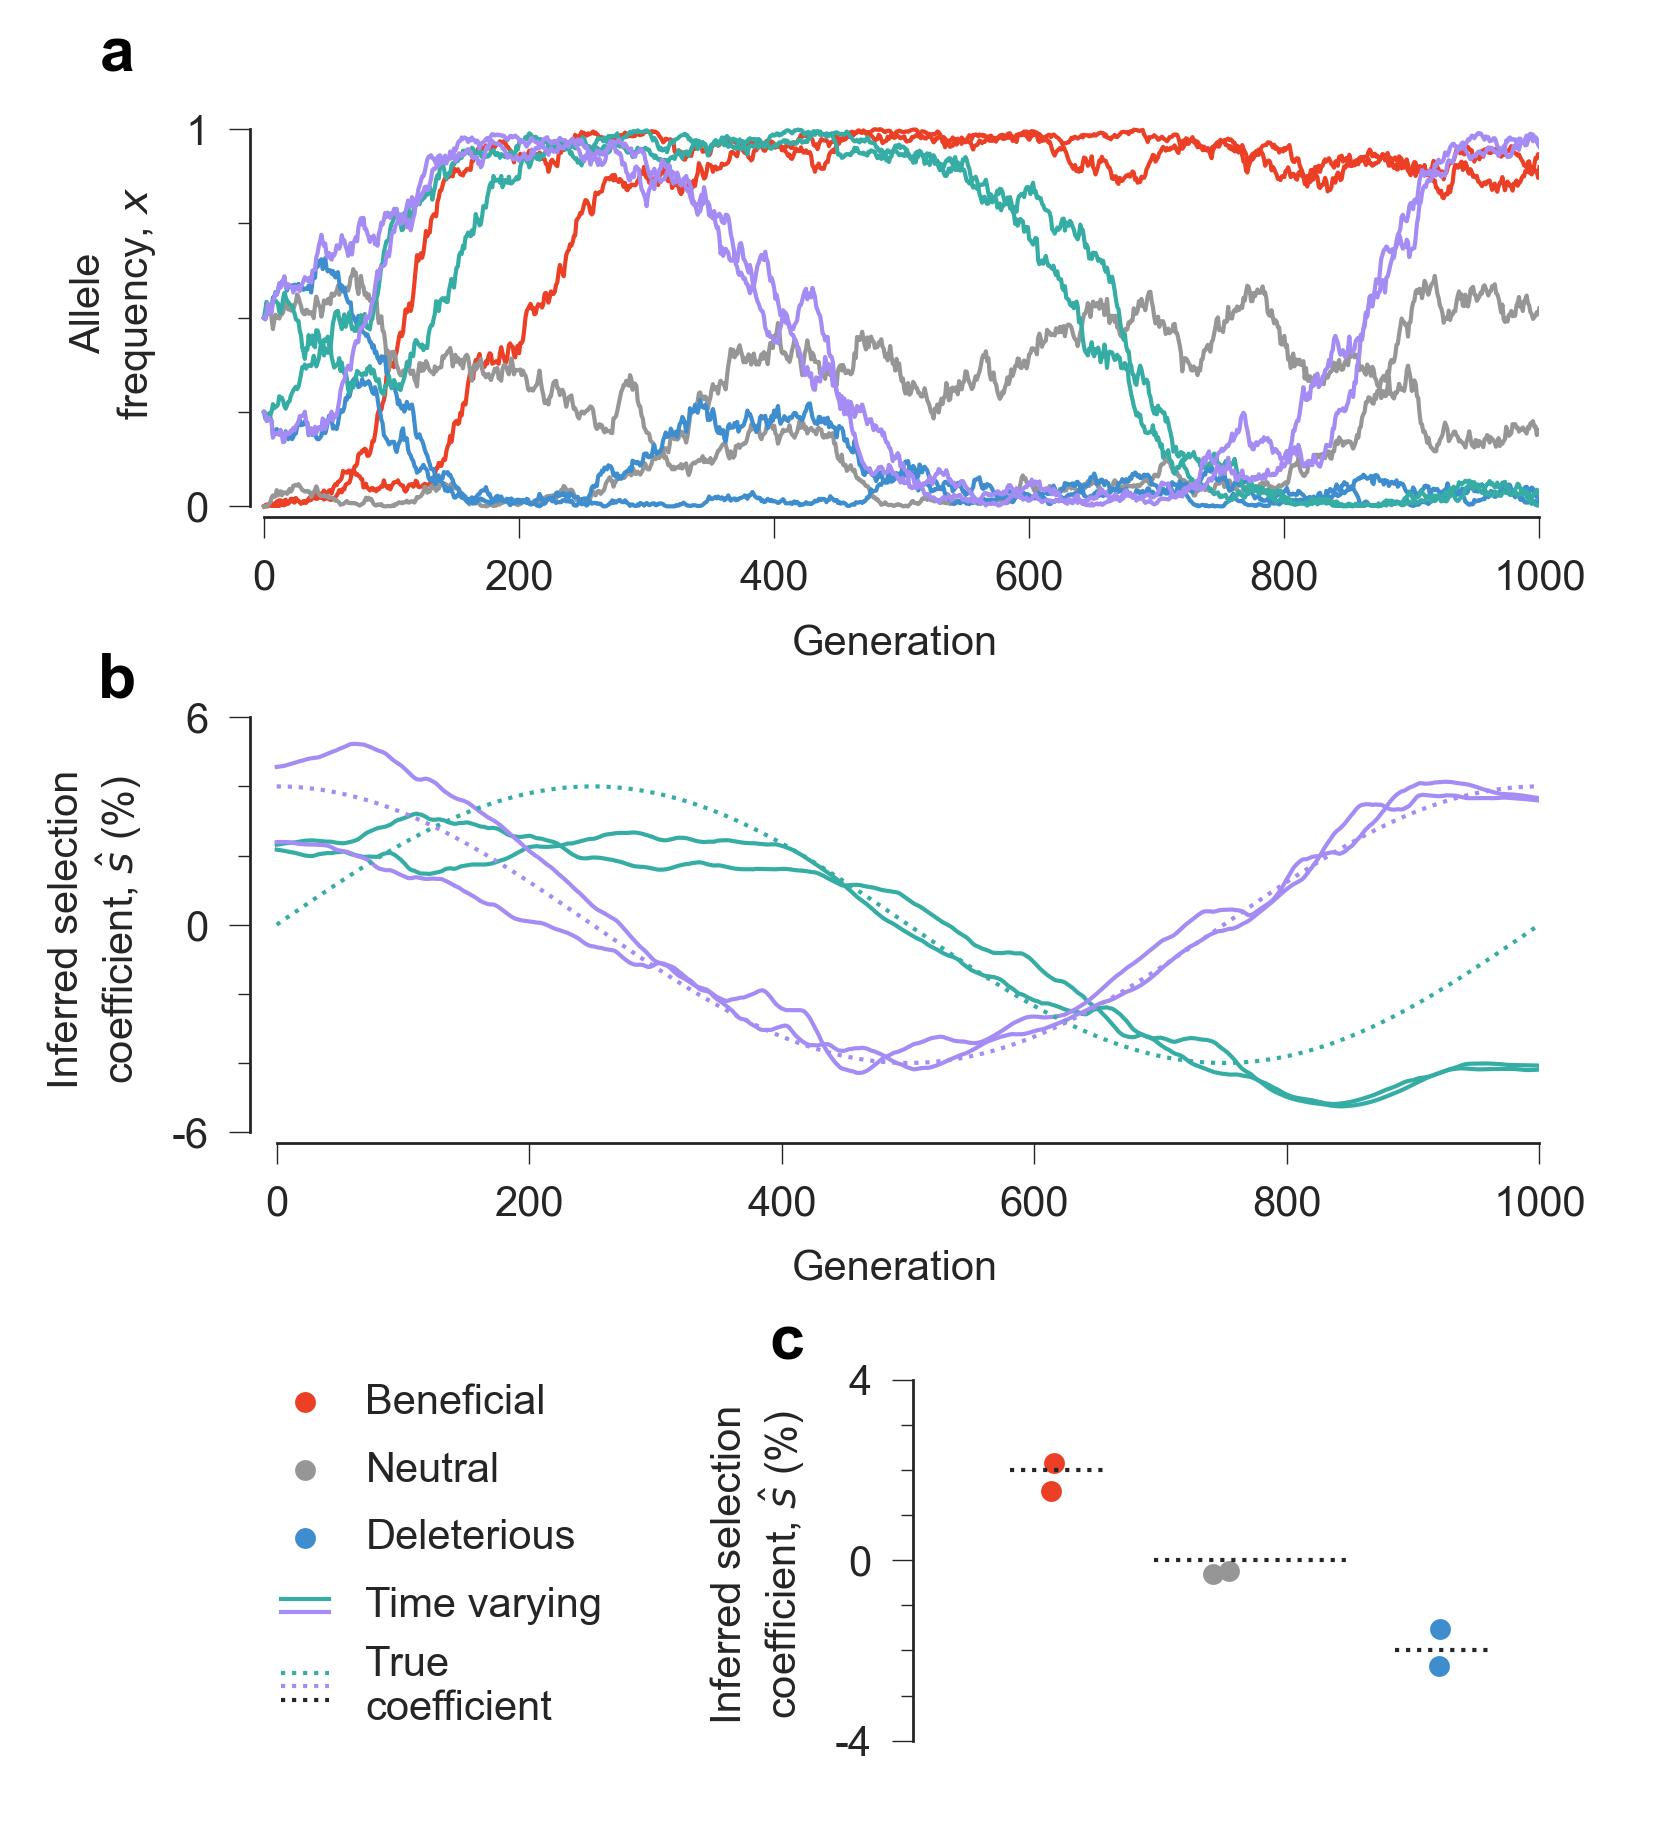 a
1
0
Allele
frequency, x
0 200 400 600 800 1000
Generation
b
6
0
-6
Inferred selection
coefficient, ŝ (%)
0 200 400 600 800 1000
Generation
Beneficial
Neutral
Deleterious
Time varying
True
coefficient
c
4
0
-4
Inferred selection
coefficient, ŝ (%)